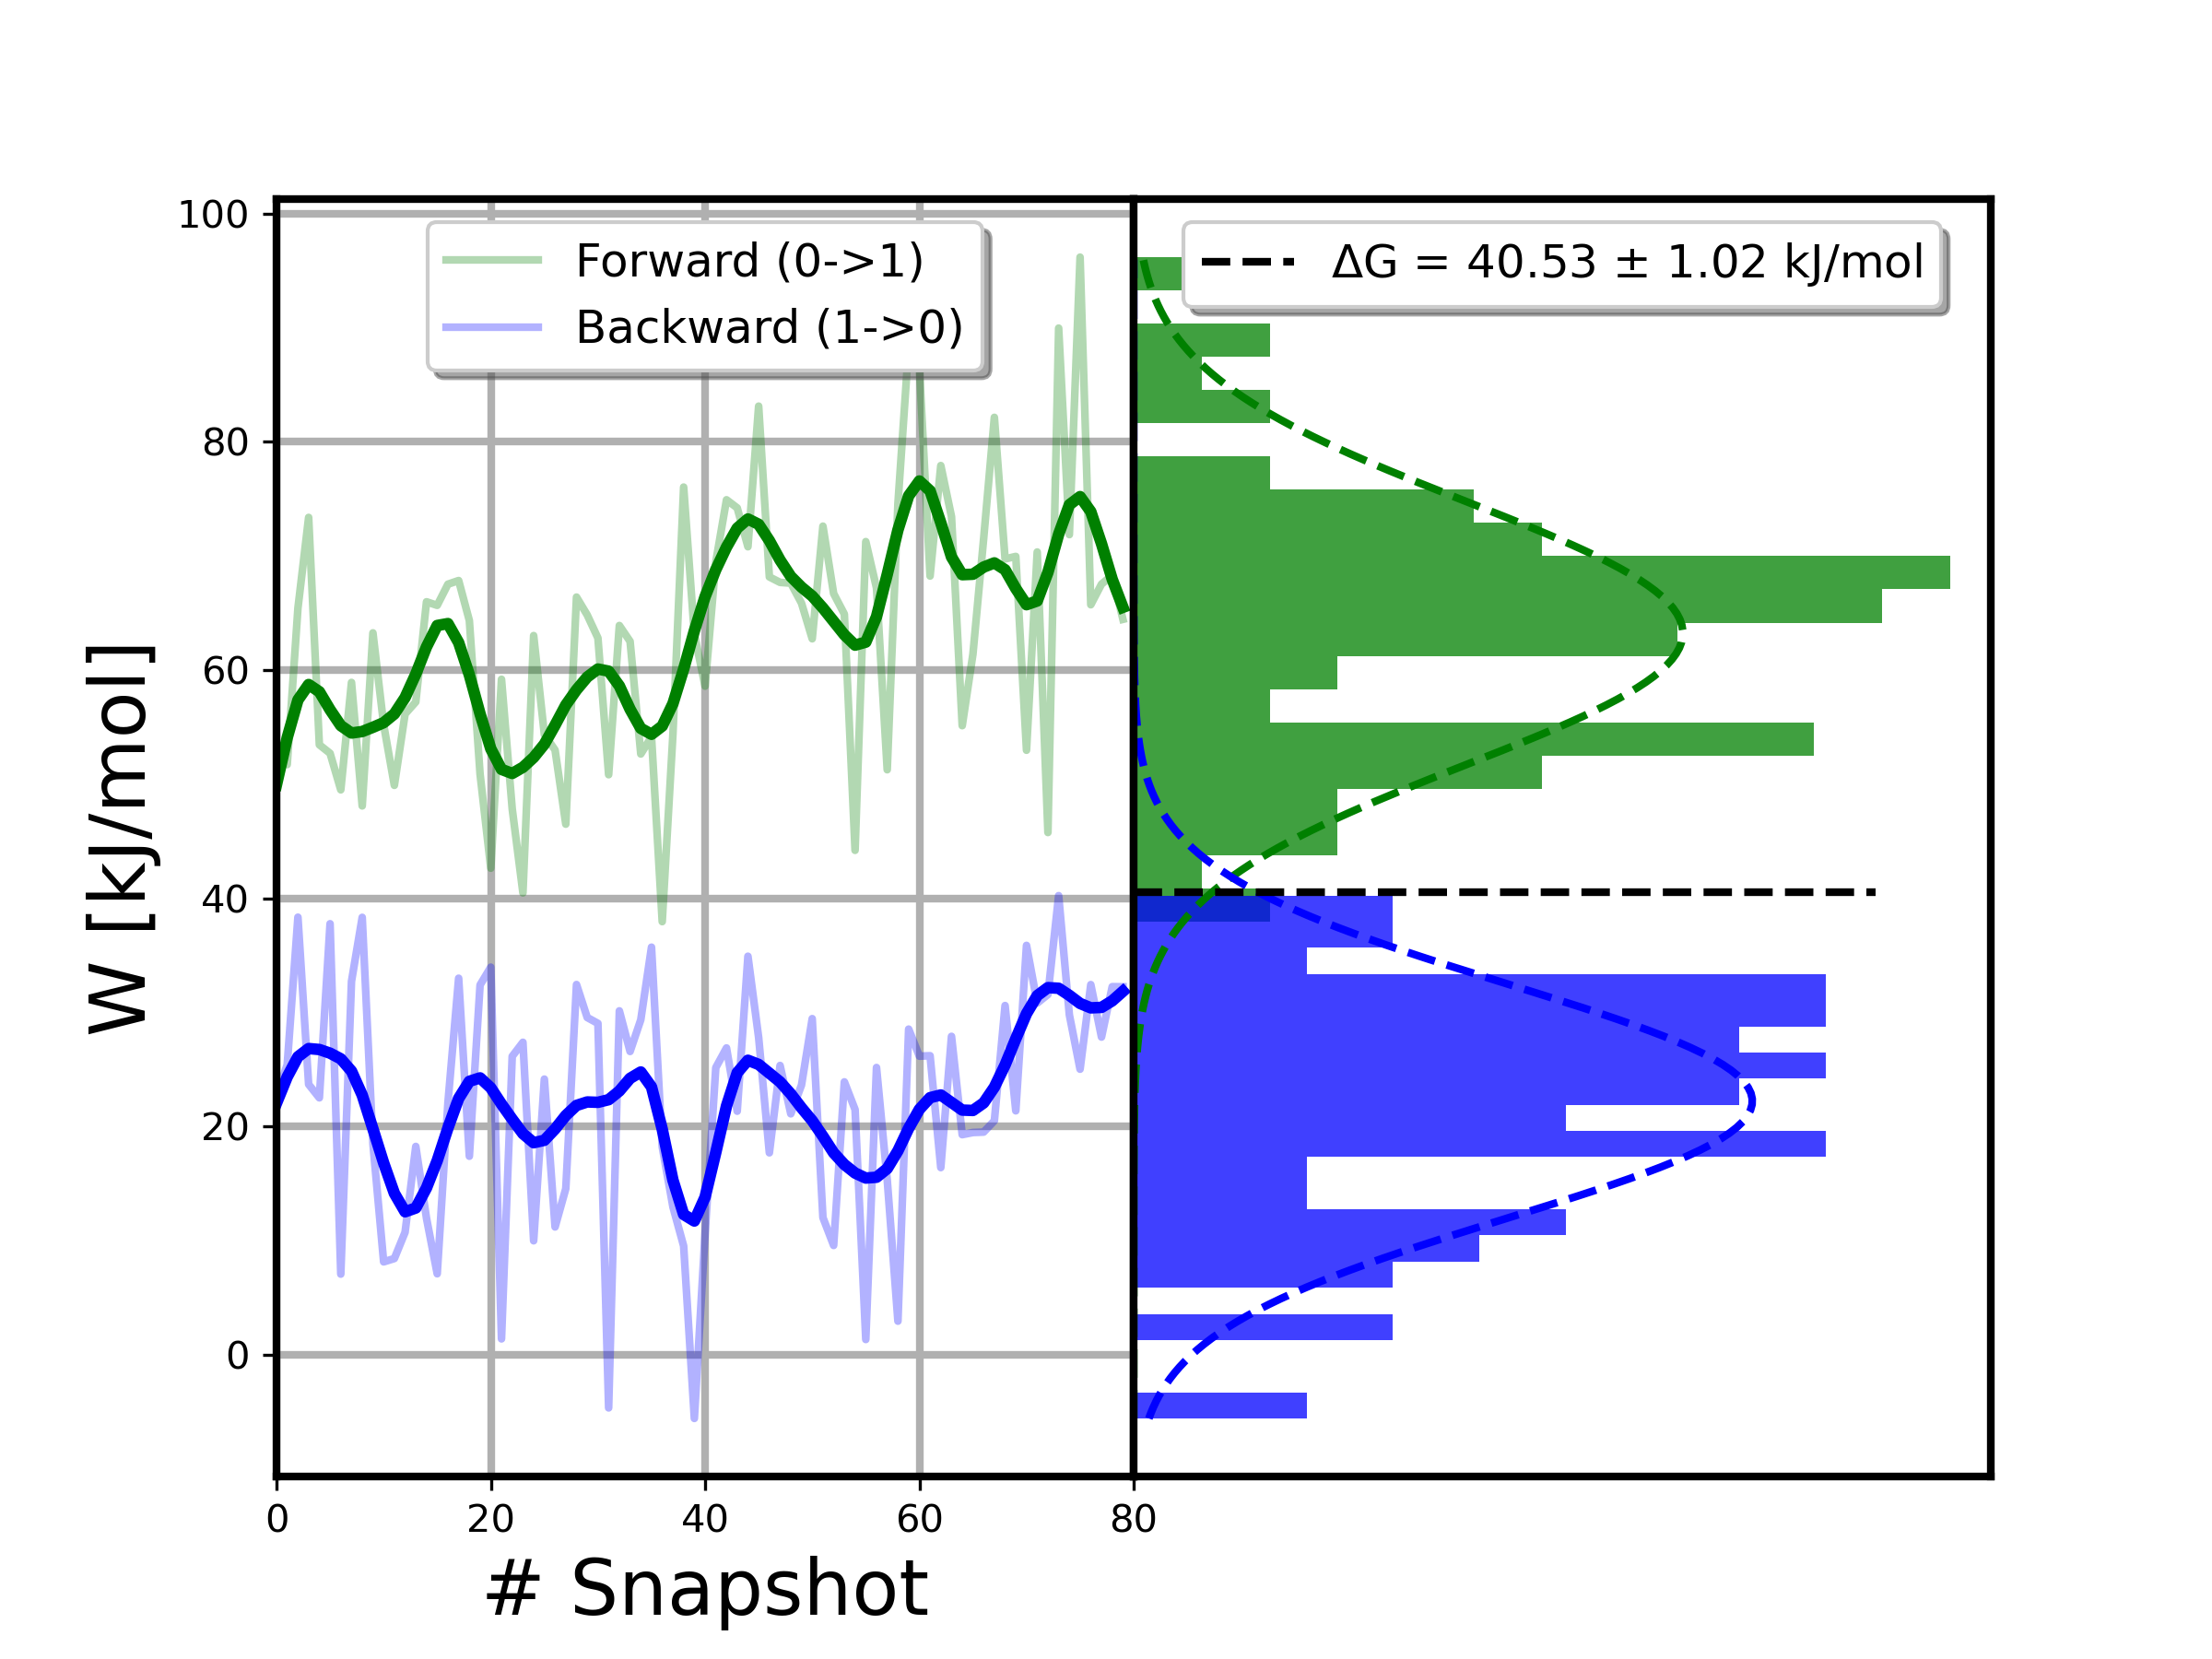 Forward (0->1)
Backward (1->0)
ΔG = 40.53 ± 1.02 kJ/mol
W [kJ/mol]
100
80
60
40
20
0
0 20 40 60 80
# Snapshot